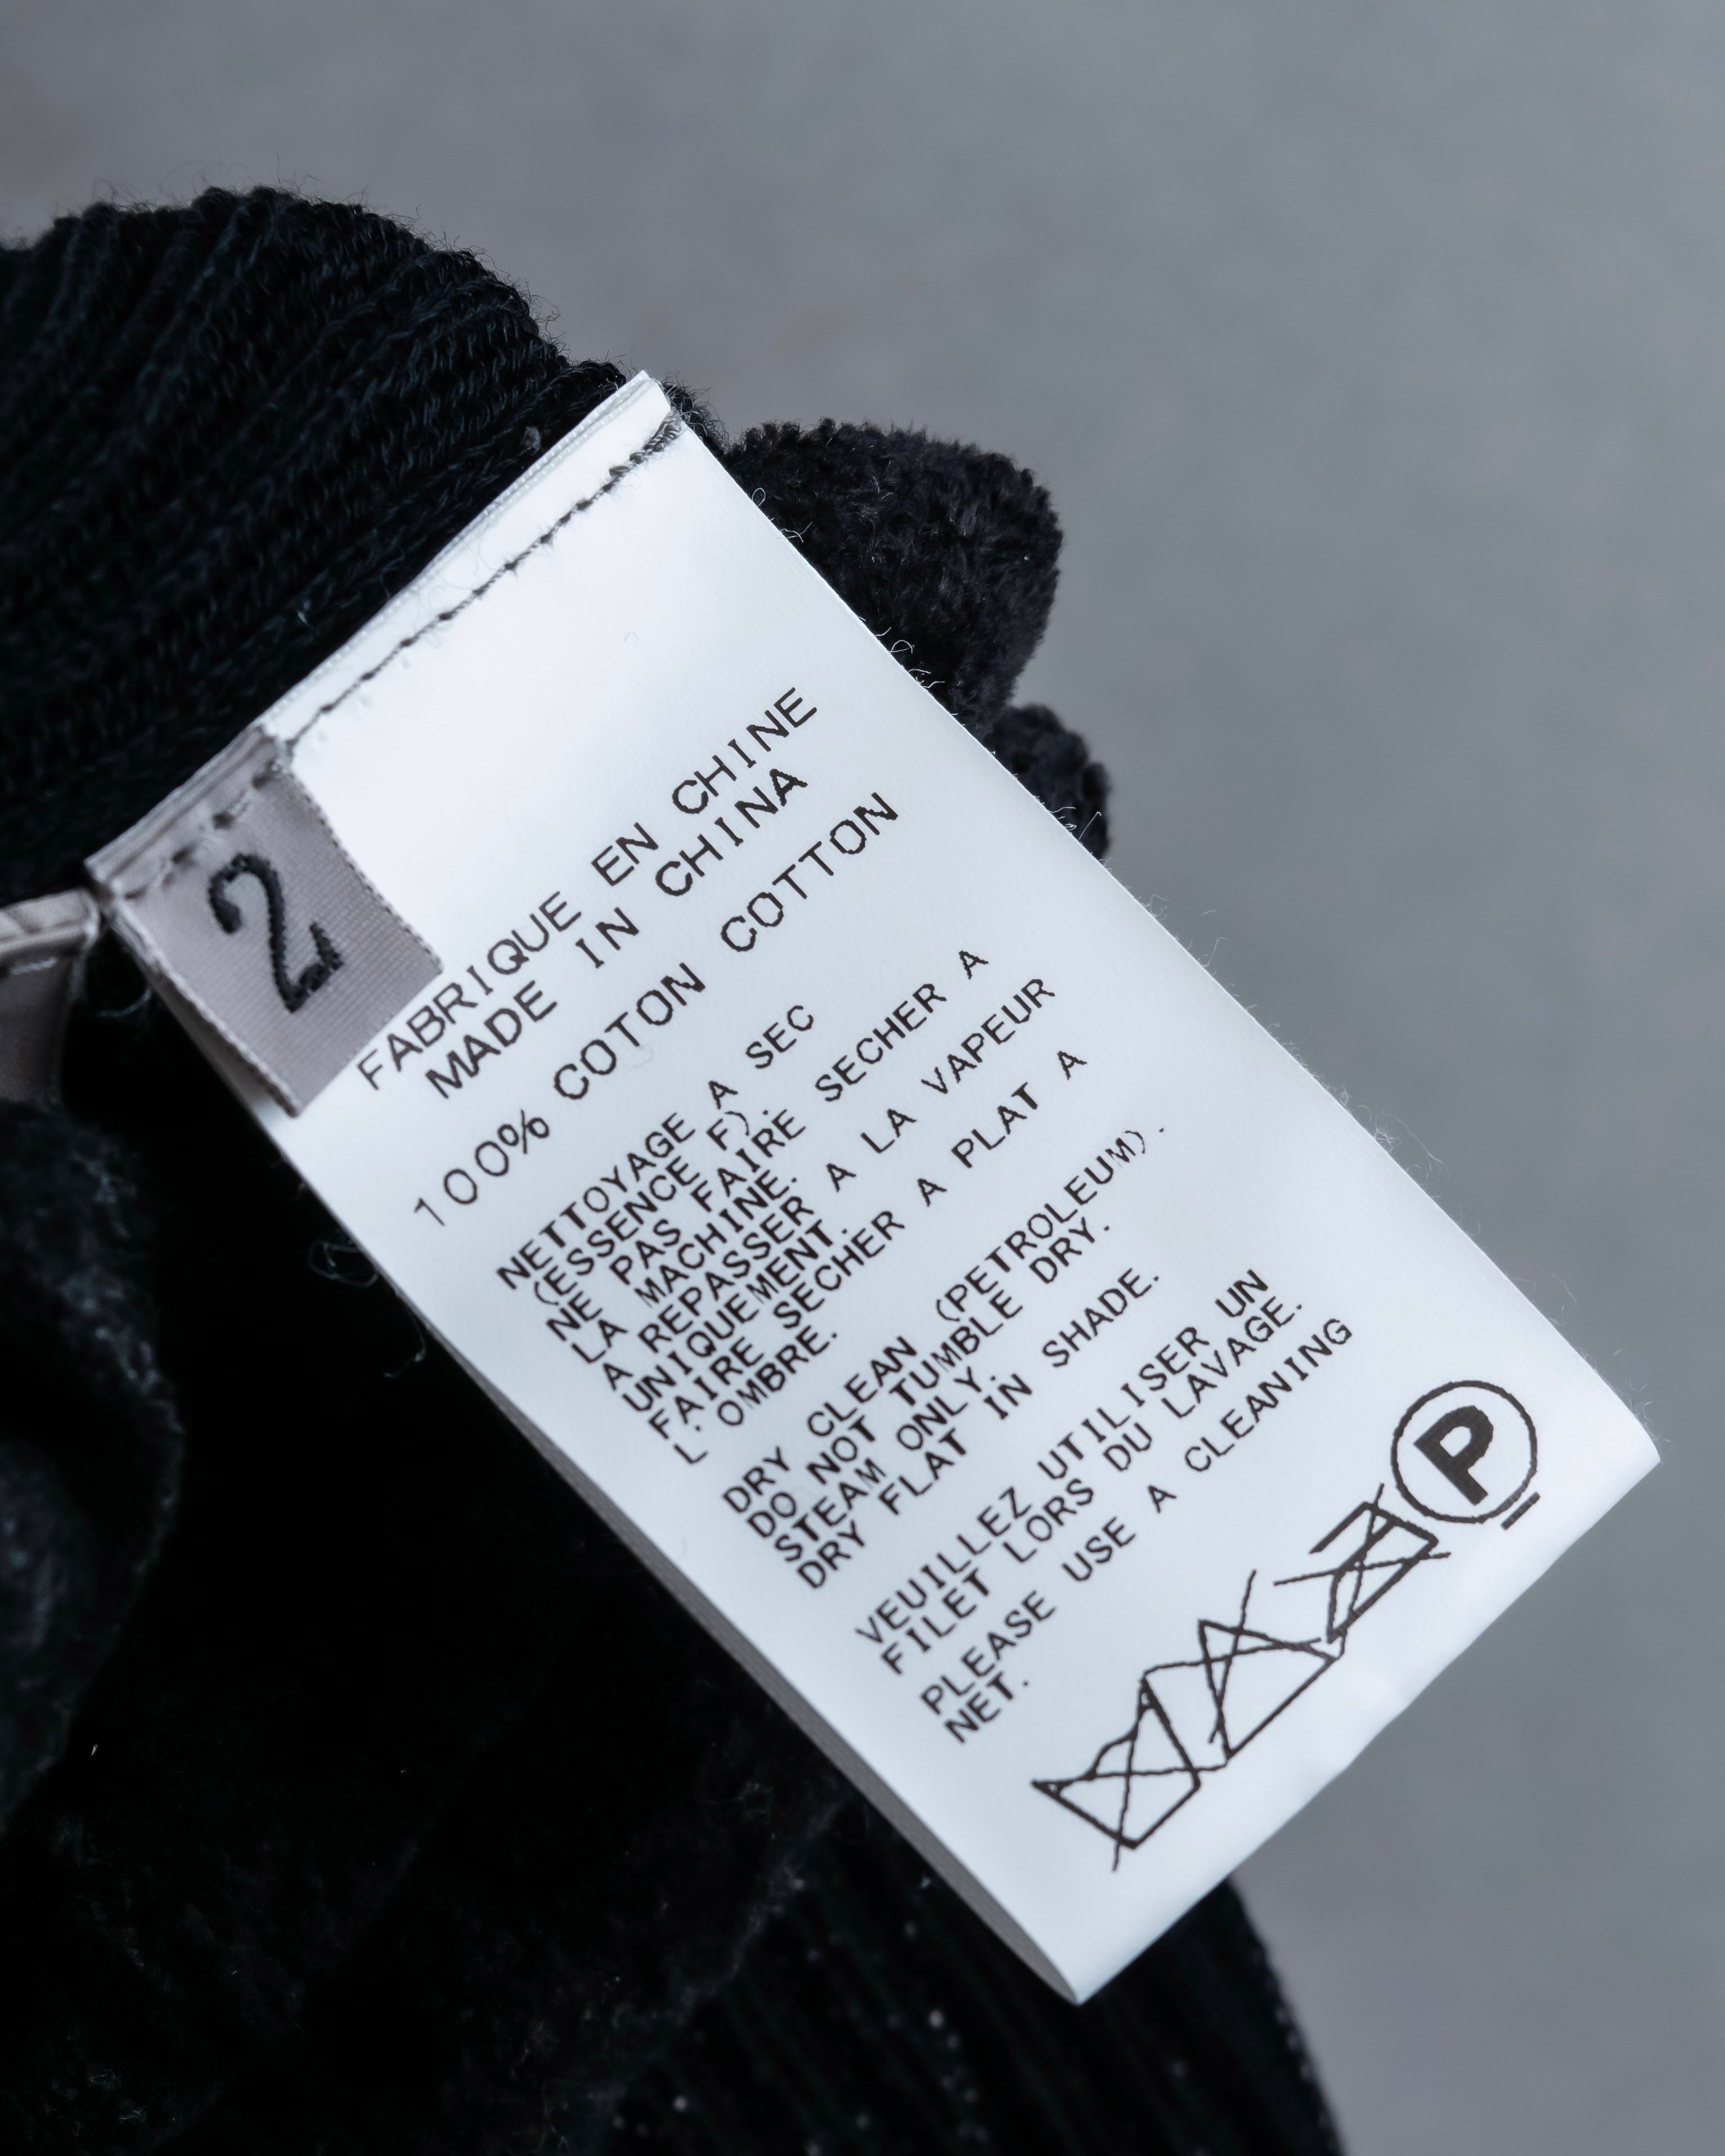 2
FABRIQUE EN CHINE
MADE IN CHINA
100% COTON COTTON
NETTOYAGE A SEC
(ESSENCE F).
NE PAS FAIRE SECHER A
LA MACHINE.
A REPASSER A LA VAPEUR
UNIQUEMENT.
FAIRE SECHER A PLAT A
L'OMBRE.
DRY CLEAN (PETROLEUM).
DO NOT TUMBLE DRY.
STEAM ONLY.
DRY FLAT IN SHADE.
VEUILLEZ UTILISER UN
FILET LORS DU LAVAGE.
PLEASE USE A CLEANING
NET.
P